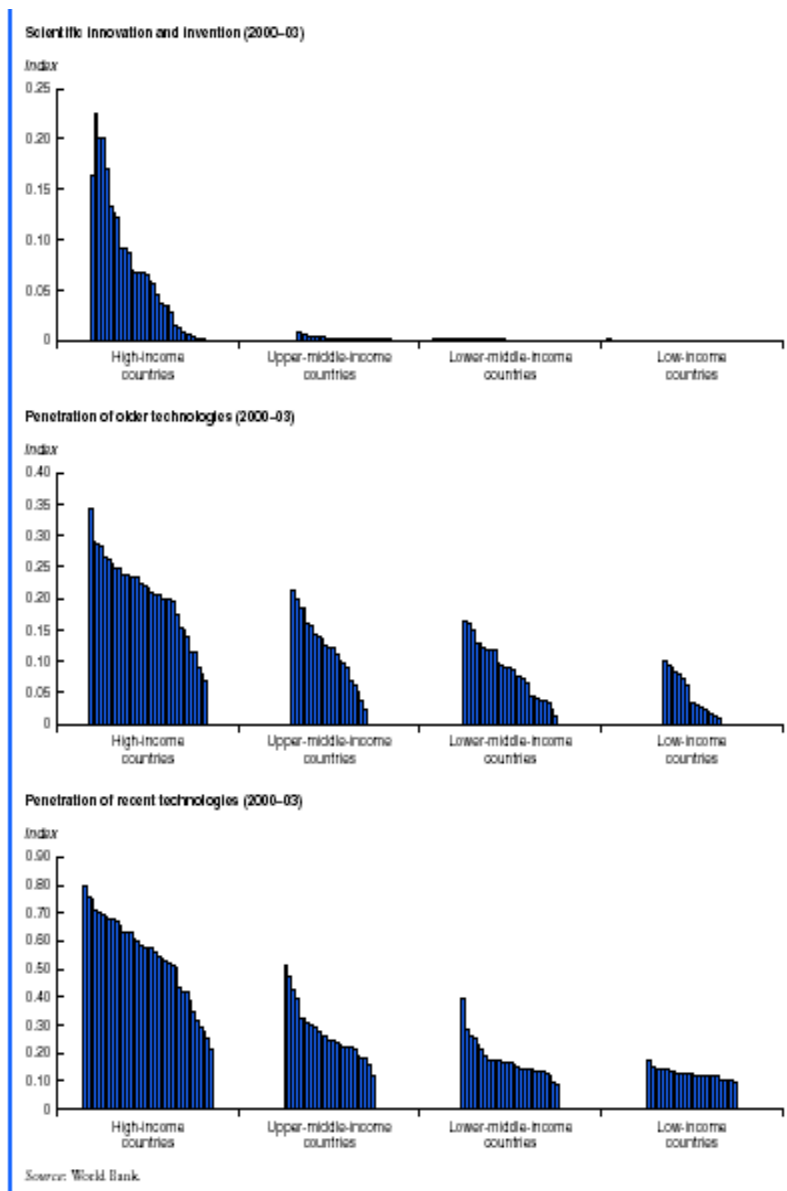 Scientific innovation and invention (2000–03)
Index
0.25
0.20
0.15
0.10
0.05
0
High-income countries
Upper-middle-income countries
Lower-middle-income countries
Low-income countries
Penetration of older technologies (2000–03)
Index
0.40
0.35
0.30
0.25
0.20
0.15
0.10
0.05
0
High-income countries
Upper-middle-income countries
Lower-middle-income countries
Low-income countries
Penetration of recent technologies (2000–03)
Index
0.90
0.80
0.70
0.60
0.50
0.40
0.30
0.20
0.10
0
High-income countries
Upper-middle-income countries
Lower-middle-income countries
Low-income countries
Source: World Bank.